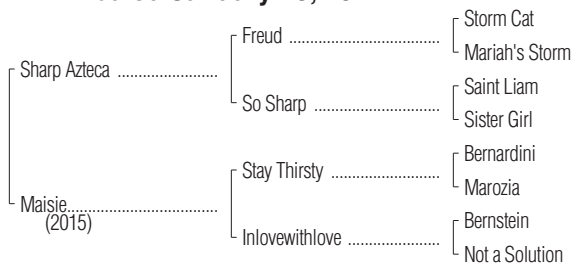 Storm Cat
Freud ........................
Mariah's Storm
Sharp Azteca ......................
Saint Liam
So Sharp ....................
Sister Girl
Bernardini
Stay Thirsty ...................
Marozia
Maisie.................................
(2015)
Bernstein
Inlovewithlove ................
Not a Solution